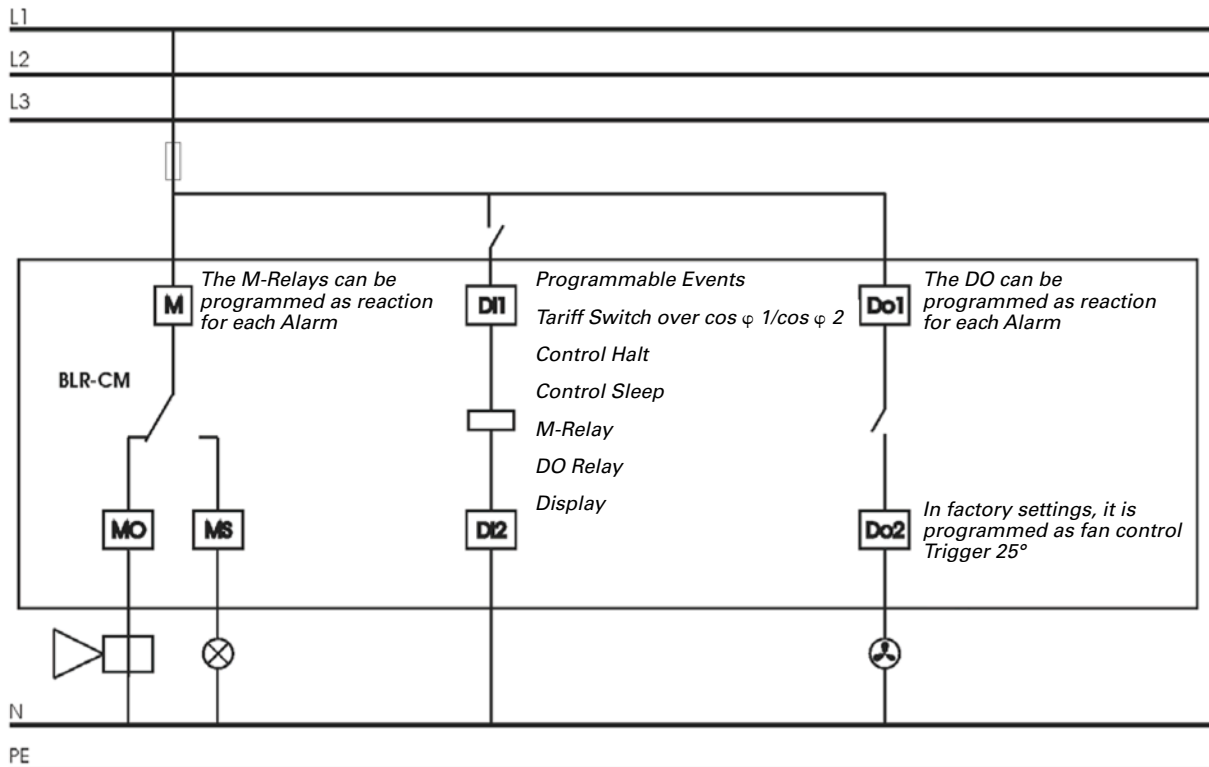 L1
L2
L3
M
The M-Relays can be
programmed as reaction
for each Alarm
DI1
Programmable Events
Tariff Switch over cos φ 1/cos φ 2
Control Halt
Control Sleep
M-Relay
DO Relay
Display
Do1
The DO can be
programmed as reaction
for each Alarm
BLR-CM
MO
MS
DI2
Do2
In factory settings, it is
programmed as fan control
Trigger 25°
N
PE